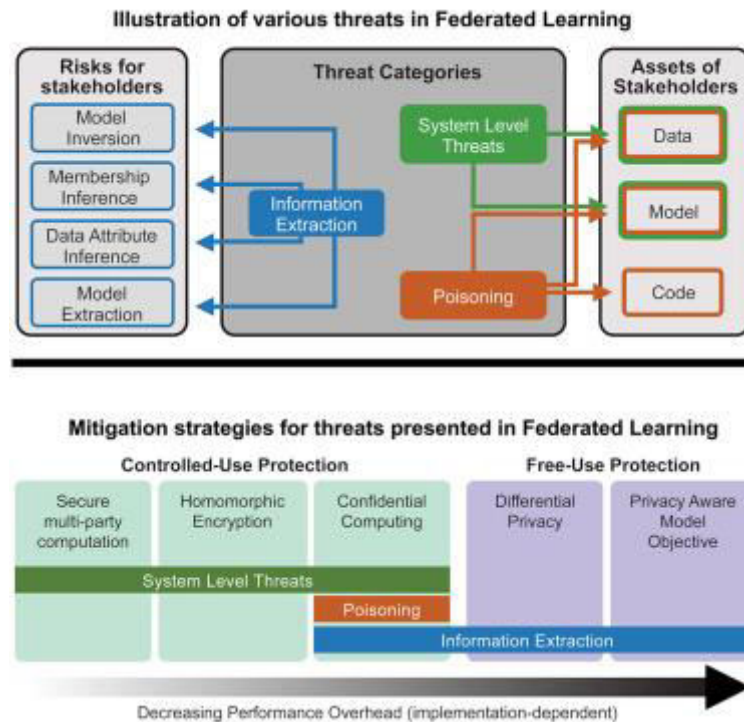 Illustration of various threats in Federated Learning
Risks for
stakeholders
Model
Inversion
Membership
Inference
Data Attribute
Inference
Model
Extraction
Threat Categories
System Level
Threats
Information
Extraction
Poisoning
Assets of
Stakeholders
Data
Model
Code
Mitigation strategies for threats presented in Federated Learning
Controlled-Use Protection
Free-Use Protection
Secure
multi-party
computation
Homomorphic
Encryption
Confidential
Computing
Differential
Privacy
Privacy Aware
Model
Objective
System Level Threats
Poisoning
Information Extraction
Decreasing Performance Overhead (implementation-dependent)